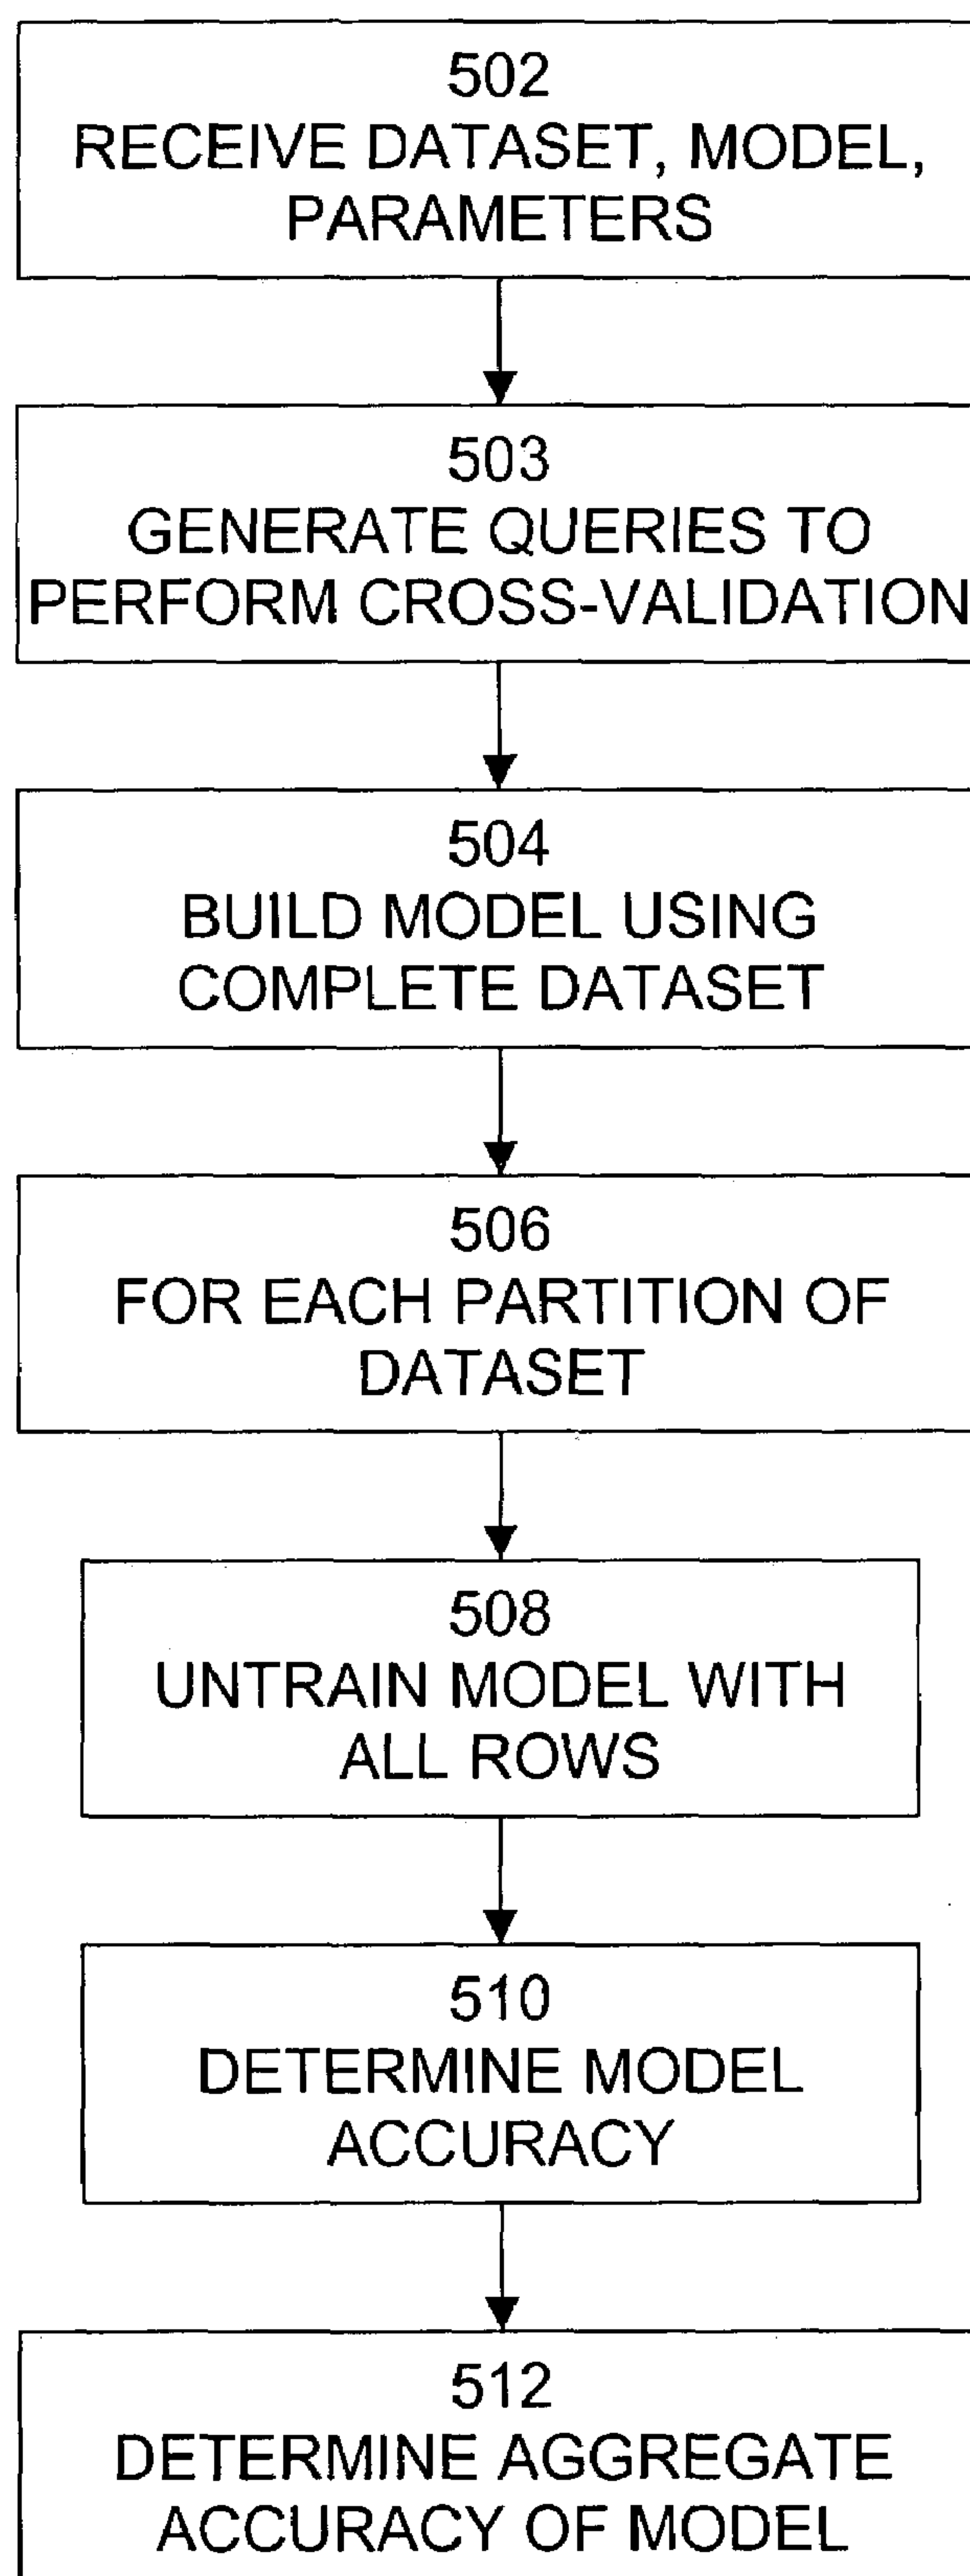 502
RECEIVE DATASET, MODEL,
PARAMETERS
503
GENERATE QUERIES TO
PERFORM CROSS-VALIDATION
504
BUILD MODEL USING
COMPLETE DATASET
506
FOR EACH PARTITION OF
DATASET
508
UNTRAIN MODEL WITH
ALL ROWS
510
DETERMINE MODEL
ACCURACY
512
DETERMINE AGGREGATE
ACCURACY OF MODEL